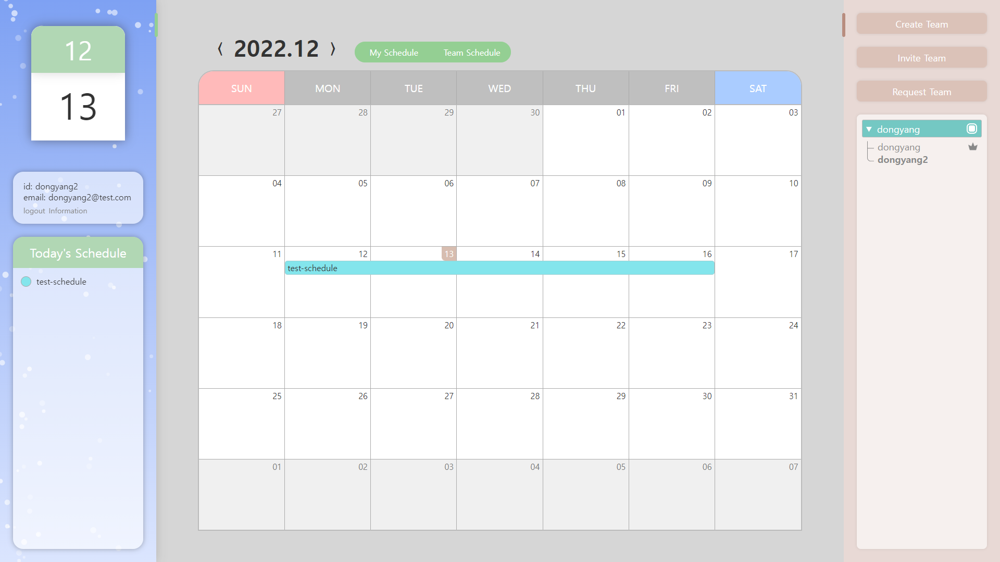 12
13
id: dongyang2
email: dongyang2@test.com
logout Information
Today's Schedule
test-schedule
〈 2022.12 〉
My Schedule Team Schedule
SUN MON TUE WED THU FRI SAT
27 28 29 30 01 02 03
04 05 06 07 08 09 10
11 12 13 14 15 16 17
test-schedule
18 19 20 21 22 23 24
25 26 27 28 29 30 31
01 02 03 04 05 06 07
Create Team
Invite Team
Request Team
▼ dongyang
dongyang
dongyang2